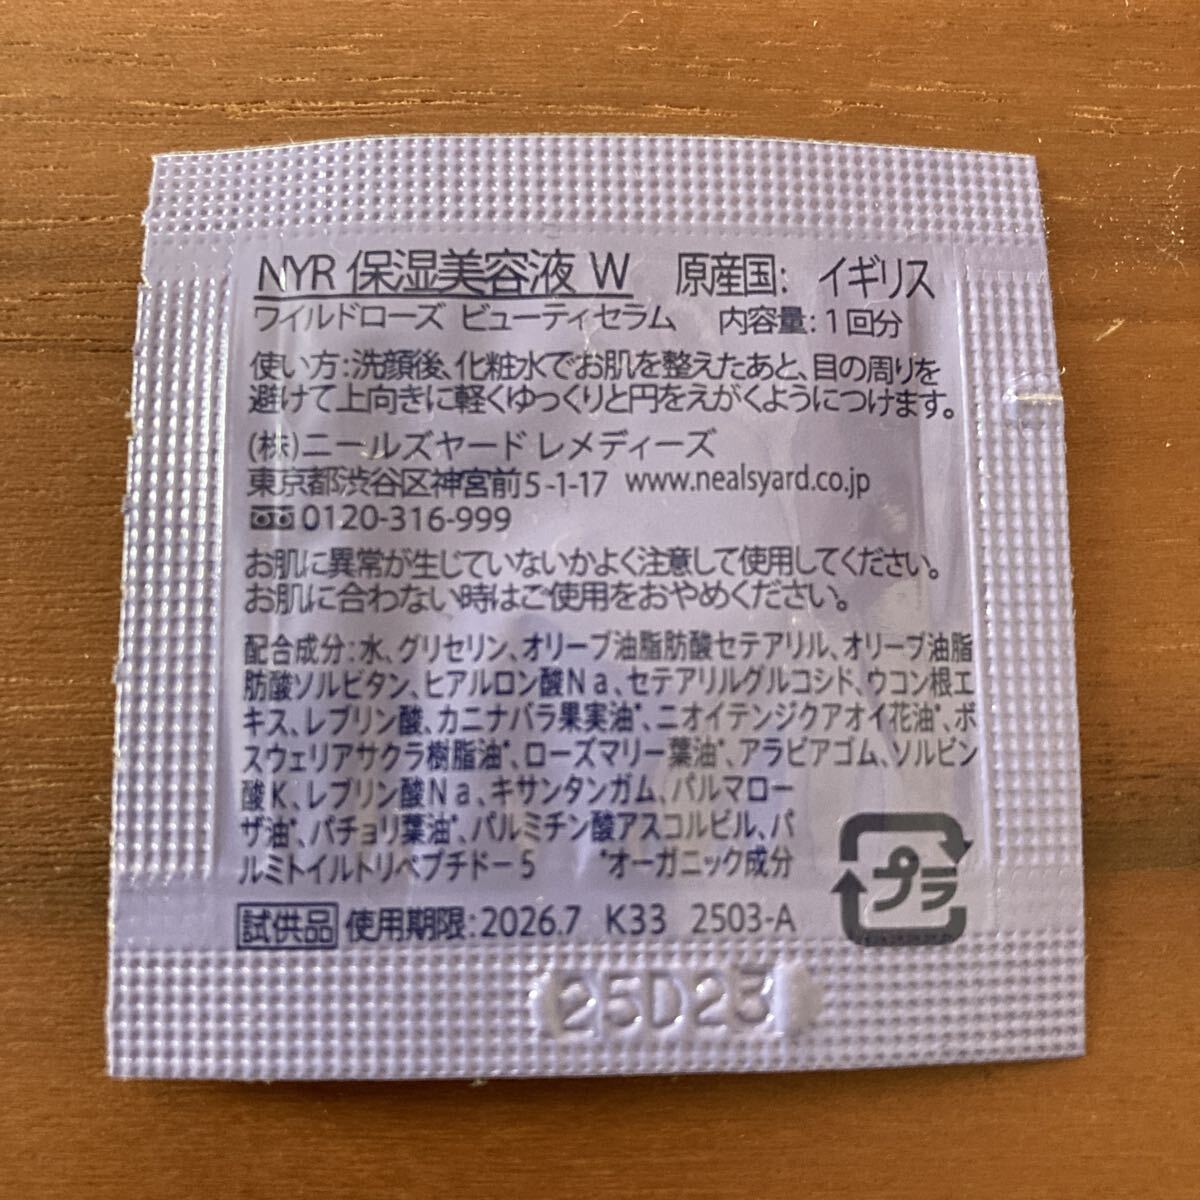 NYR 保湿美容液 W 原産国: イギリス
ワイルドローズ ビューティセラム 内容量:1回分
使い方:洗顔後、化粧水でお肌を整えたあと、目の周りを
避けて上向きに軽くゆっくりと円をえがくようにつけます。
(株)ニールズヤード レメディーズ
東京都渋谷区神宮前5-1-17 www.nealsyard.co.jp
0120-316-999
お肌に異常が生じていないかよく注意して使用してください。
お肌に合わない時はご使用をおやめください。
配合成分:水、グリセリン、オリーブ油脂肪酸セテアリル、オリーブ油脂
肪酸ソルビタン、ヒアルロン酸Na、セテアリルグルコシド、ウコン根エ
キス、レブリン酸、カニナバラ果実油*、ニオイテンジクアオイ花油*、ボ
スウェリアサクラ樹脂油*、ローズマリー葉油*、アラビアゴム、ソルビン
酸K、レブリン酸Na、キサンタンガム、パルマロー
ザ油*、パチョリ葉油*、パルミチン酸アスコルビル、パ
ルミトイルトリペプチドー5 *オーガニック成分
プラ
試供品 使用期限:2026.7 K33 2503-A
25D23